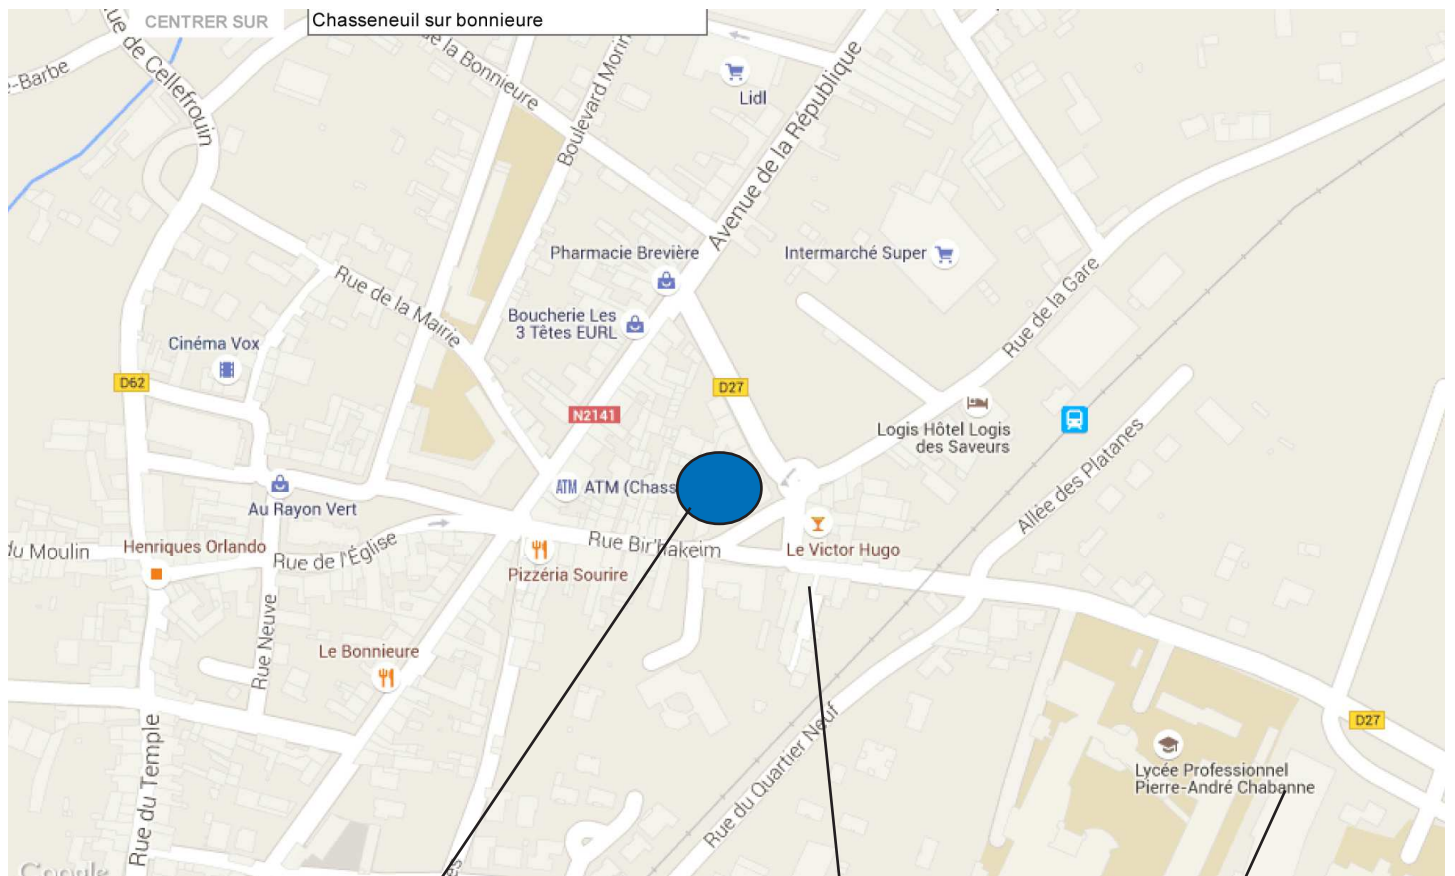 CENTRER SUR
Chasseneuil sur bonnieure
Rue de Cellefrouin
de la Bonnieure
Boulevard Morin
Lidl
Avenue de la République
Pharmacie Brevière
Intermarché Super
Rue de la Gare
Rue de la Mairie
Boucherie Les
3 Têtes EURL
Cinéma Vox
D62
D27
N2141
Logis Hôtel Logis
des Saveurs
Allée des Platanes
ATM ATM (Chass
Au Rayon Vert
du Moulin
Henriques Orlando
Rue de l'Église
Rue Bir'hakeim
Le Victor Hugo
Pizzéria Sourire
Rue Neuve
Le Bonnieure
Rue du Temple
Rue du Quartier Neuf
D27
Lycée Professionnel
Pierre-André Chabanne
Google